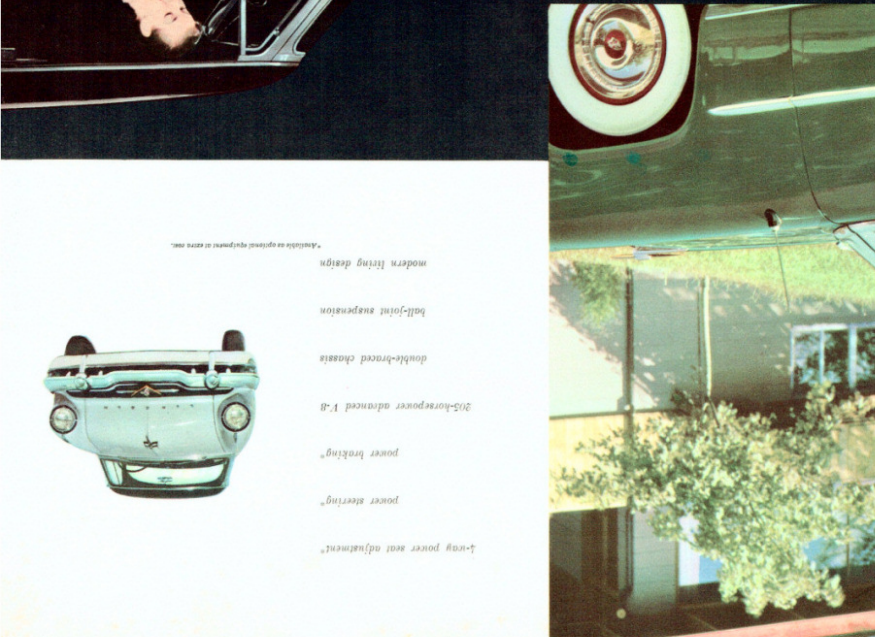 4-way power seat adjustment*
power steering*
power braking*
205-horsepower advanced V-8
double-braced chassis
ball-joint suspension
modern living design
*Available as optional equipment at extra cost.
LINCOLN